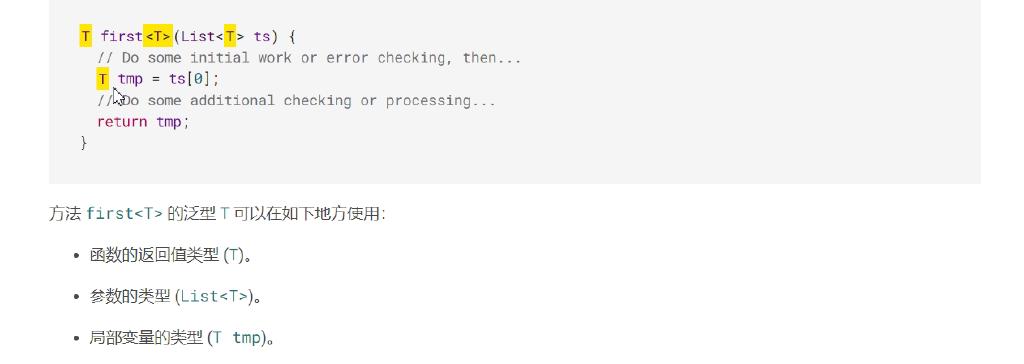 T first<T>(List<T> ts) {
// Do some initial work or error checking, then...
T tmp = ts[0];
// Do some additional checking or processing...
return tmp;
}
方法 first<T> 的泛型 T 可以在如下地方使用：
• 函数的返回值类型 (T)。
• 参数的类型 (List<T>)。
• 局部变量的类型 (T tmp)。